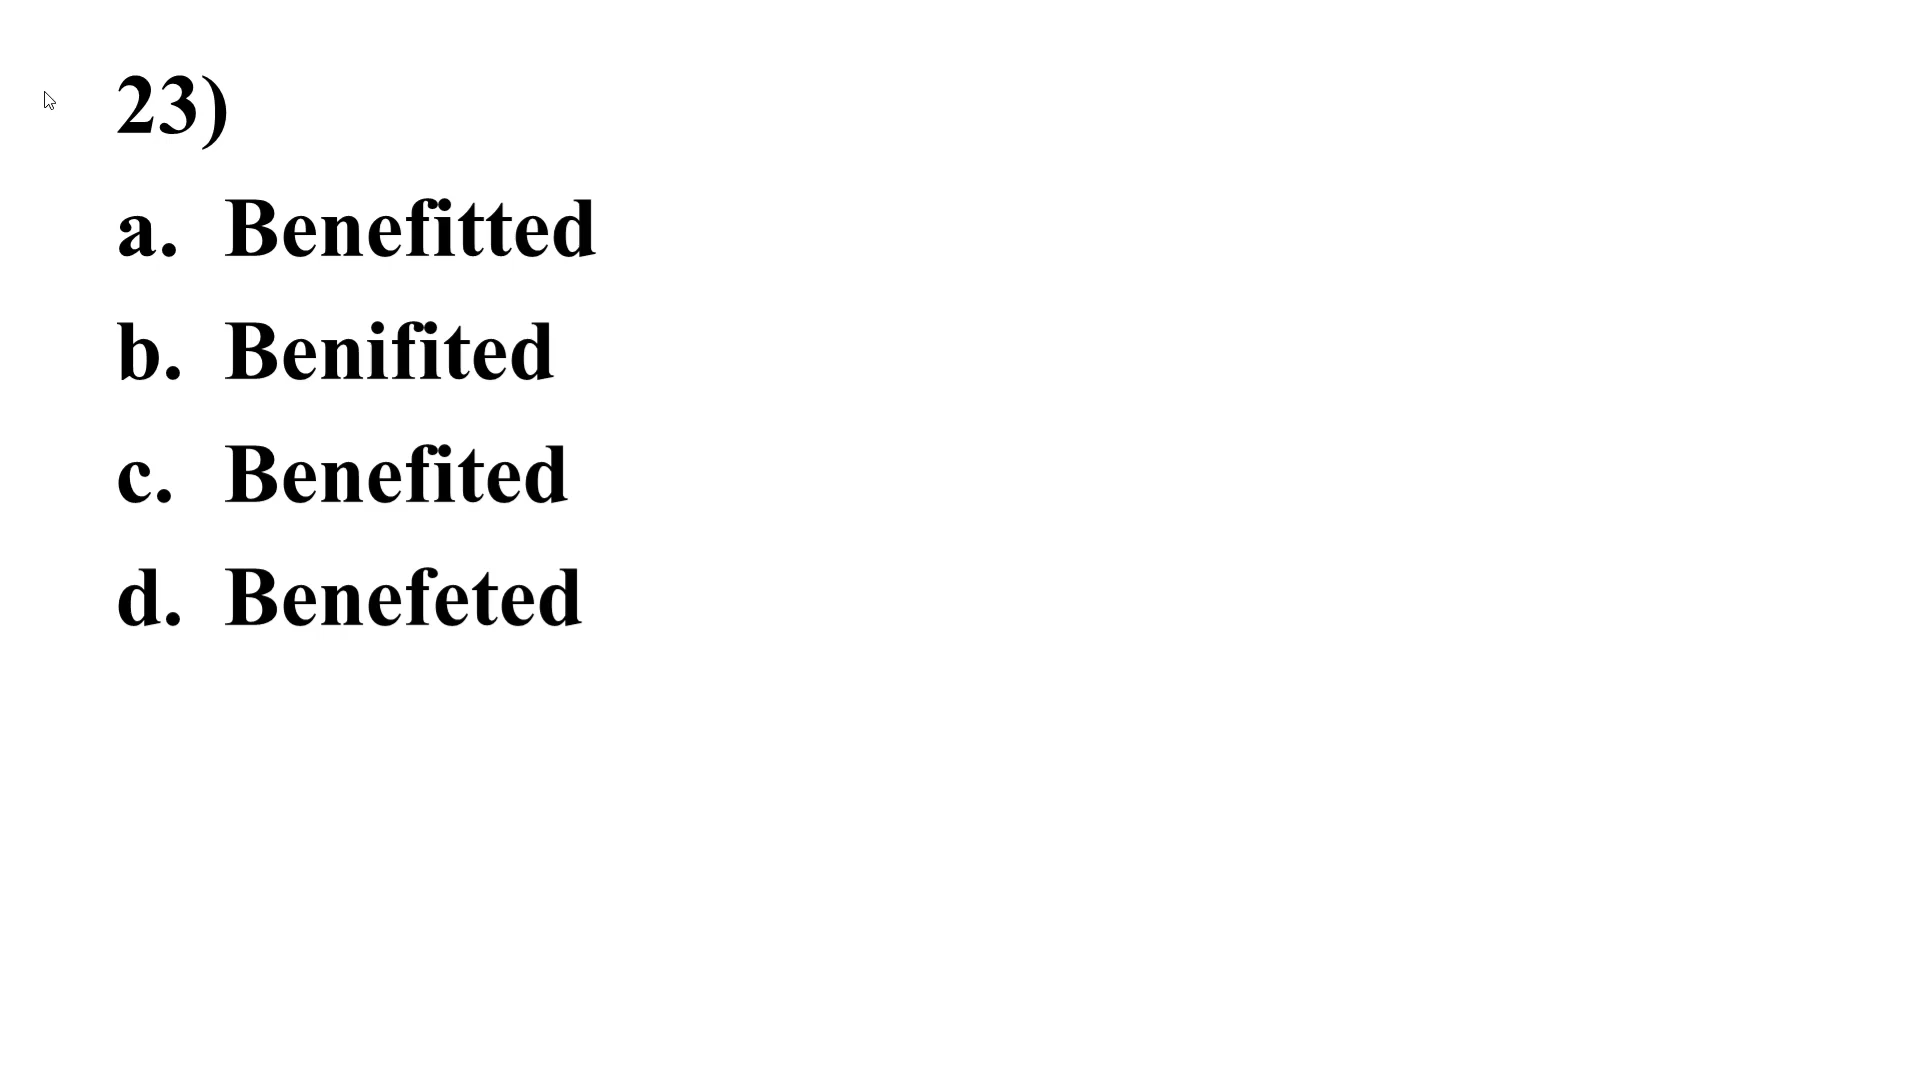 23)
a. Benefitted
b. Benifited
c. Benefited
d. Benefeted